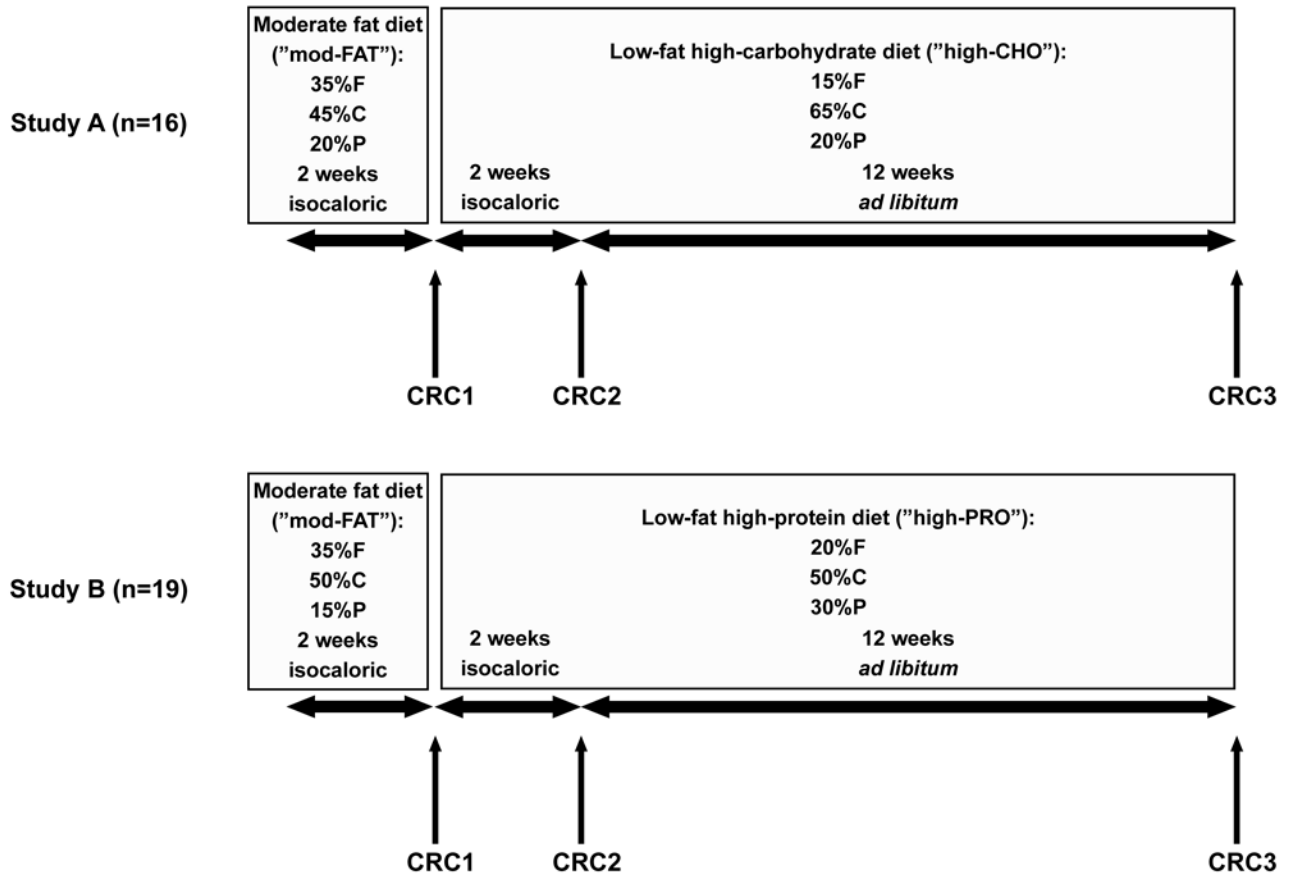 Moderate fat diet
("mod-FAT"):
35%F
45%C
20%P
2 weeks
isocaloric
Low-fat high-carbohydrate diet ("high-CHO"):
15%F
65%C
20%P
2 weeks
isocaloric
12 weeks
ad libitum
Study A (n=16)
CRC1
CRC2
CRC3
Moderate fat diet
("mod-FAT"):
35%F
50%C
15%P
2 weeks
isocaloric
Low-fat high-protein diet ("high-PRO"):
20%F
50%C
30%P
2 weeks
isocaloric
12 weeks
ad libitum
Study B (n=19)
CRC1
CRC2
CRC3